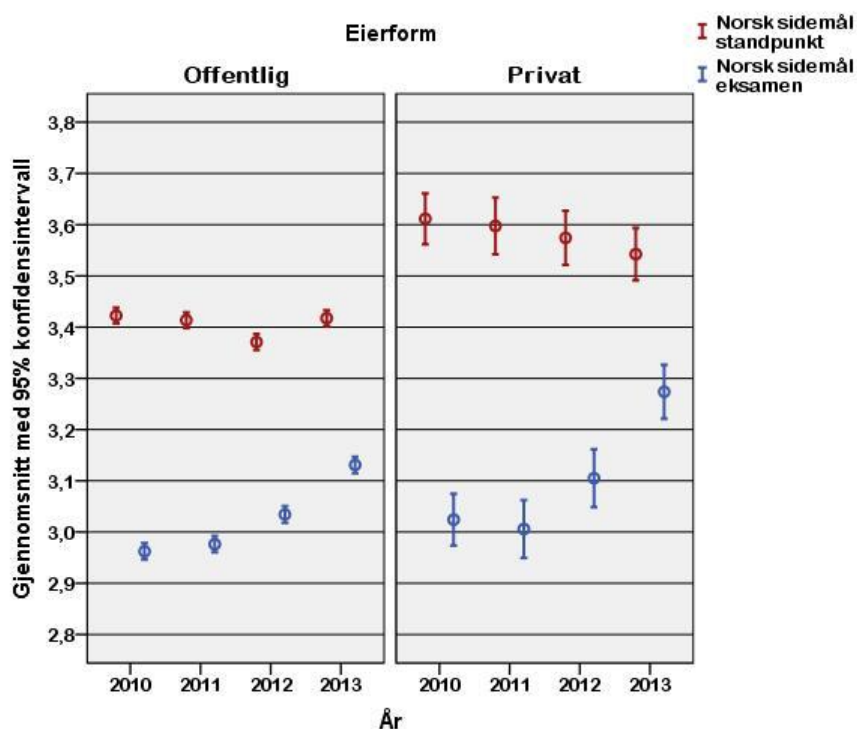 Eierform
Offentlig
Privat
Norsk sidemål
standpunkt
Norsk sidemål
eksamen
Gjennomsnitt med 95% konfidensintervall
3,8
3,7
3,6
3,5
3,4
3,3
3,2
3,1
3,0
2,9
2,8
2010 2011 2012 2013
2010 2011 2012 2013
År